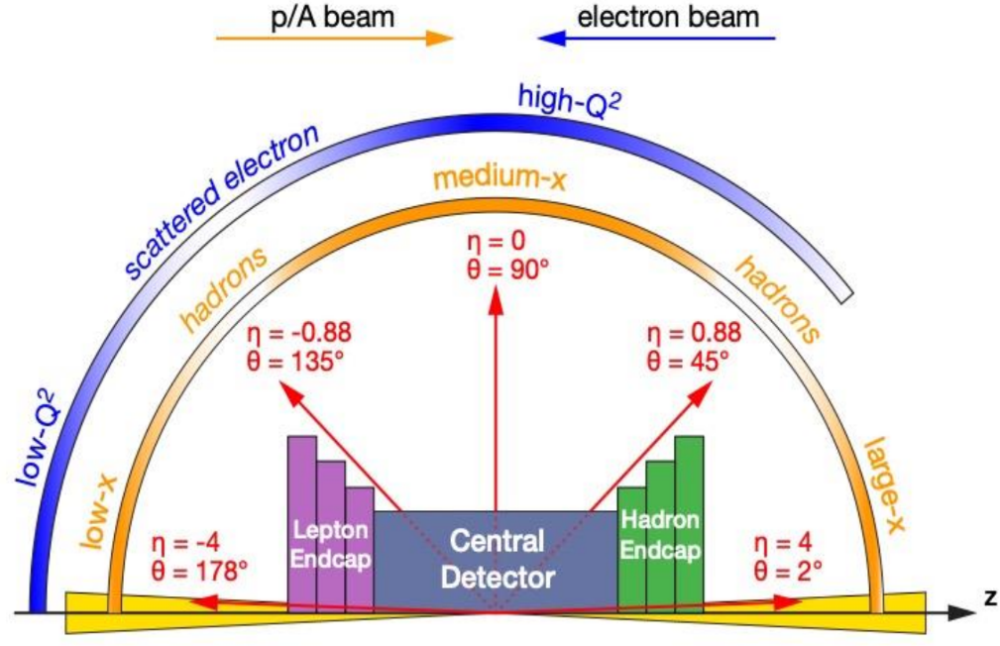 p/A beam
electron beam
high-Q²
scattered electron
medium-x
η = 0
θ = 90°
hadrons
hadrons
η = -0.88
θ = 135°
η = 0.88
θ = 45°
low-Q²
low-x
large-x
Lepton
Endcap
Central
Detector
Hadron
Endcap
η = -4
θ = 178°
η = 4
θ = 2°
z